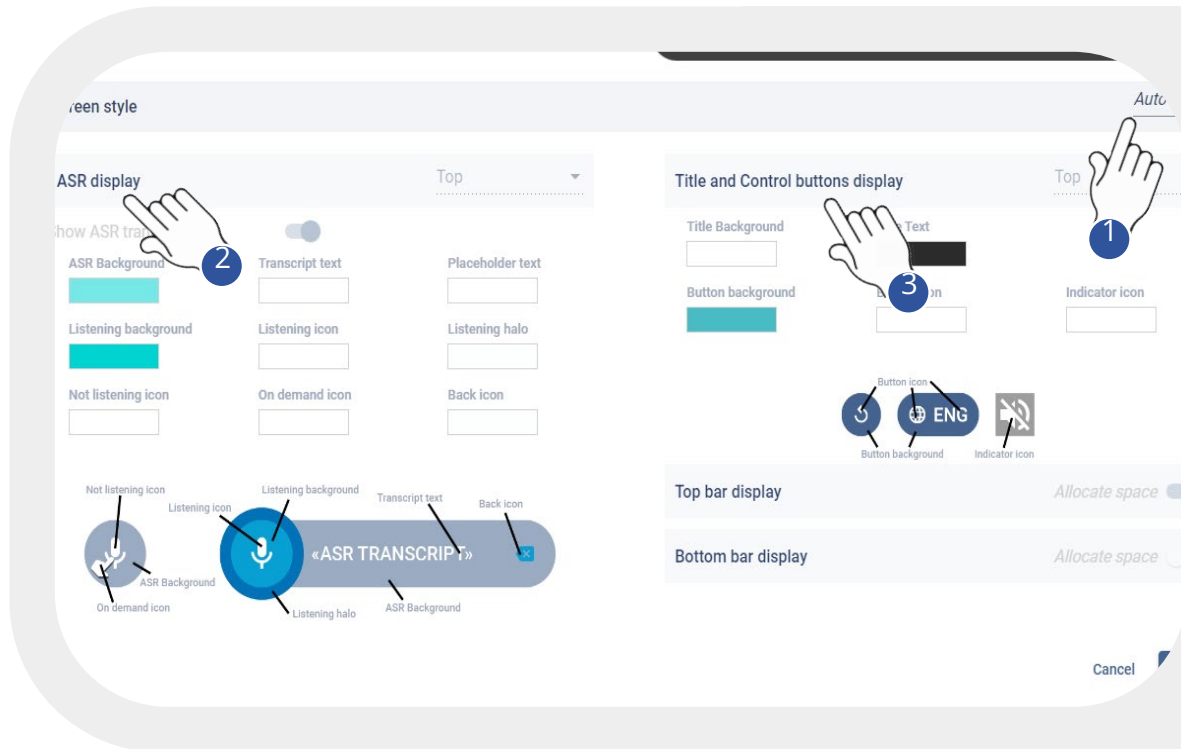 reen style
Auto
ASR display
Top
Title and Control buttons display
Top
1
how ASR tran
2
Title Background
Text
ASR Background
Transcript text
Placeholder text
3
Button background
Indicator icon
Listening background
Listening icon
Listening halo
Not listening icon
On demand icon
Back icon
Button icon
ENG
Button background
Indicator icon
Not listening icon
Listening icon
Listening background
Transcript text
Back icon
«ASR TRANSCRIPT»
ASR Background
On demand icon
Listening halo
ASR Background
Top bar display
Allocate space
Bottom bar display
Allocate space
Cancel